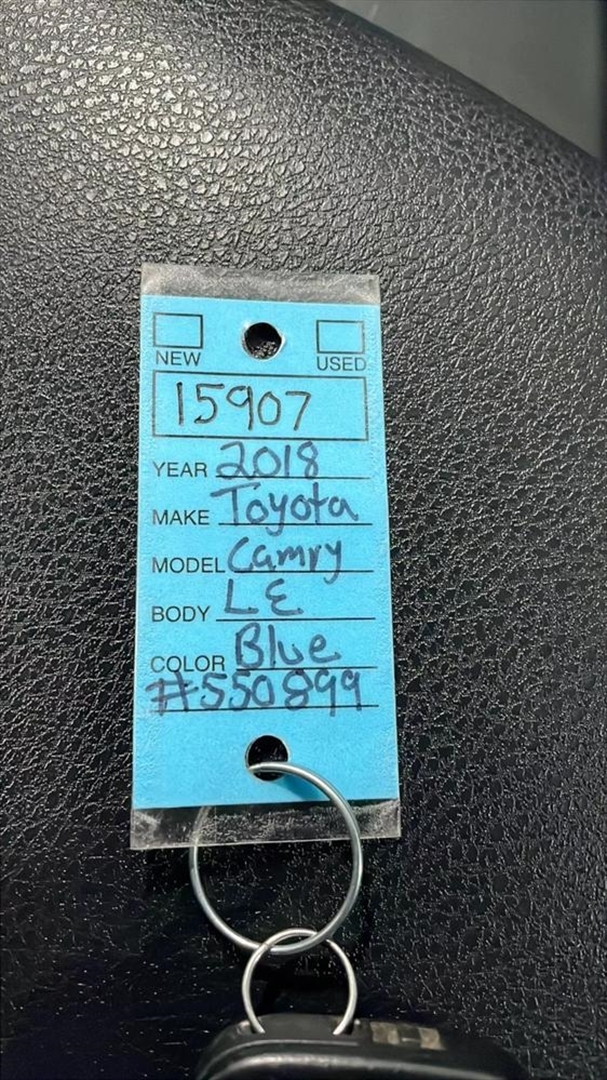 NEW USED
15907
YEAR 2018
MAKE Toyota
MODEL Camry
BODY LE
COLOR Blue
#550899